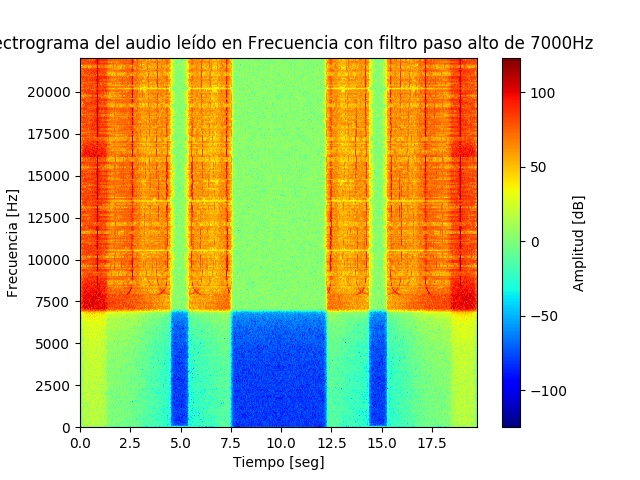 ectrograma del audio leído en Frecuencia con filtro paso alto de 7000Hz
20000
17500
15000
12500
10000
7500
5000
2500
0
Frecuencia [Hz]
0.0 2.5 5.0 7.5 10.0 12.5 15.0 17.5
Tiempo [seg]
100
50
0
−50
−100
Amplitud [dB]